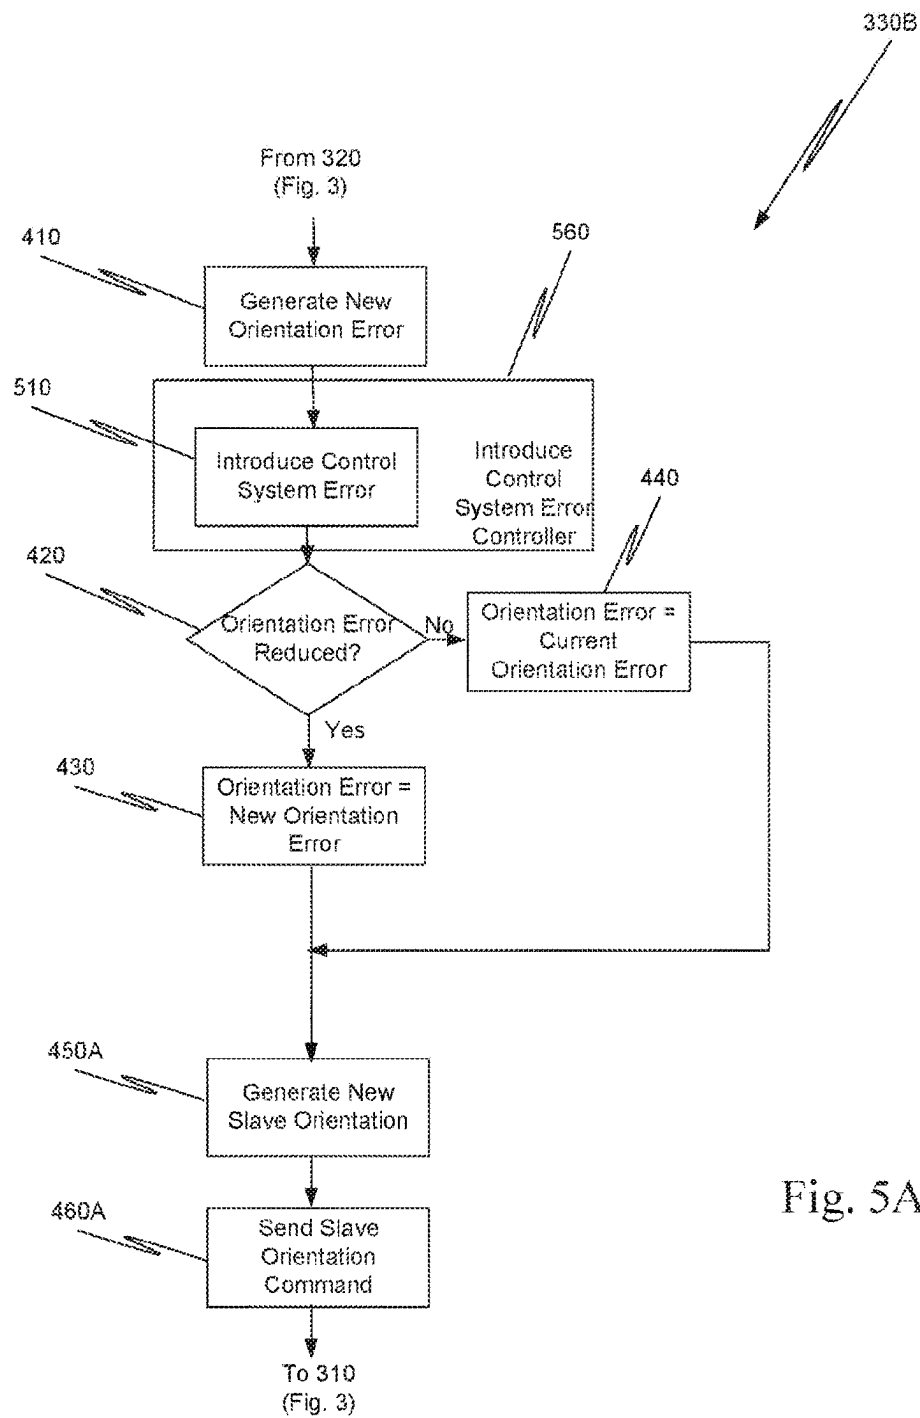 330B
From 320
(Fig. 3)
410
560
Generate New
Orientation Error
510
Introduce Control
System Error
Introduce
Control
System Error
Controller
440
420
Orientation Error
Reduced?
No
Orientation Error =
Current
Orientation Error
Yes
430
Orientation Error =
New Orientation
Error
450A
Generate New
Slave Orientation
460A
Send Slave
Orientation
Command
Fig. 5A
To 310
(Fig. 3)